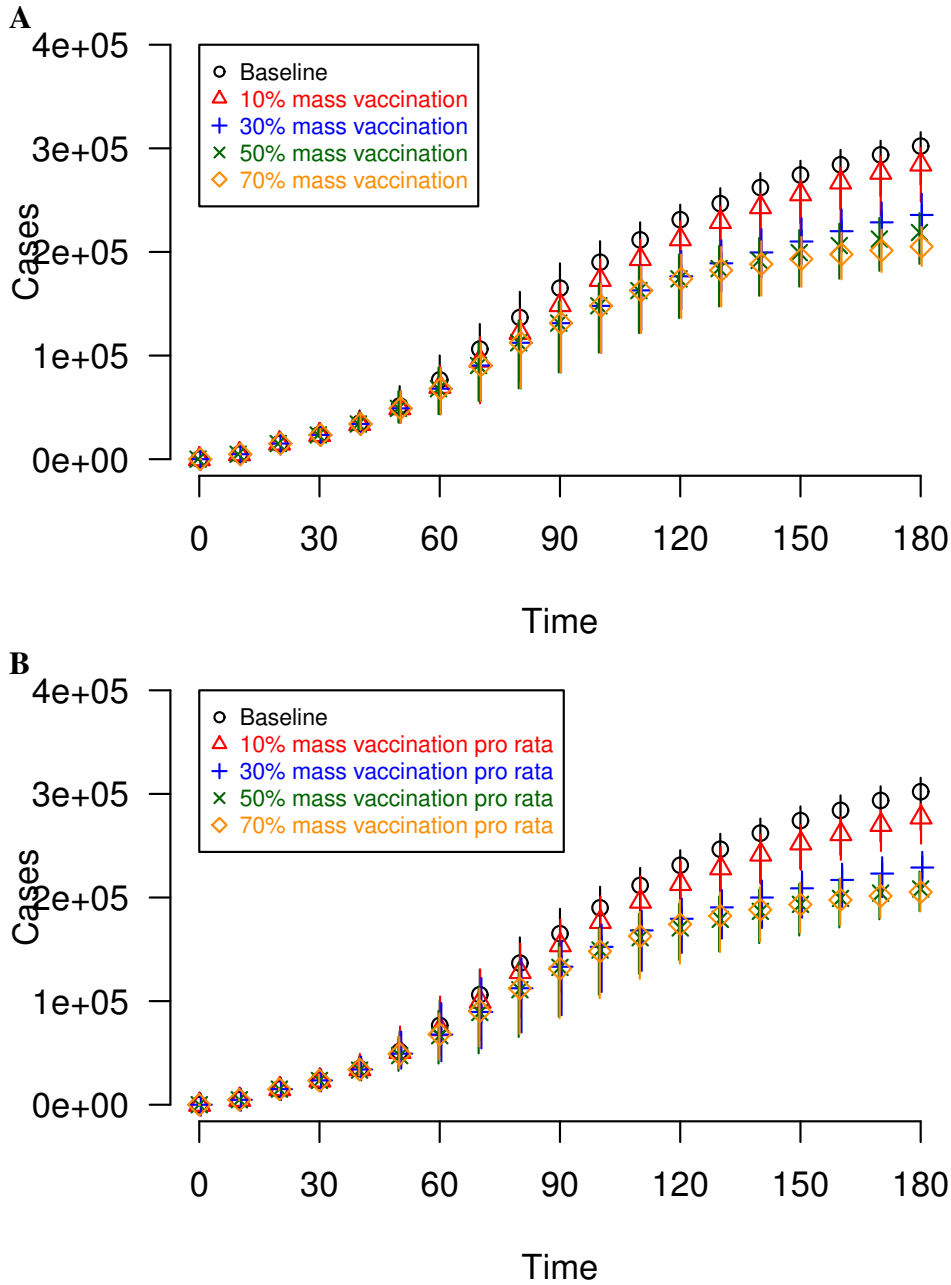 A
4e+05
3e+05
2e+05
1e+05
0e+00
Cases
Baseline
10% mass vaccination
30% mass vaccination
50% mass vaccination
70% mass vaccination
0 30 60 90 120 150 180
Time
B
4e+05
3e+05
2e+05
1e+05
0e+00
Cases
Baseline
10% mass vaccination pro rata
30% mass vaccination pro rata
50% mass vaccination pro rata
70% mass vaccination pro rata
0 30 60 90 120 150 180
Time